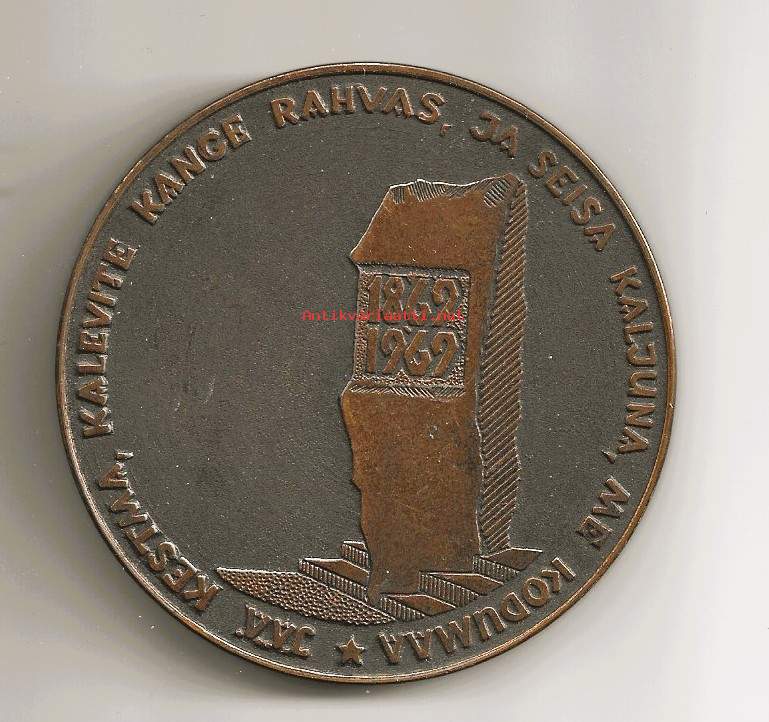 JÄÄ KESTMA, KALEVITE KANGE RAHVAS, JA SEISA KALJUNA, ME KODUMAA
1869
1969
Antikvariaatti.net